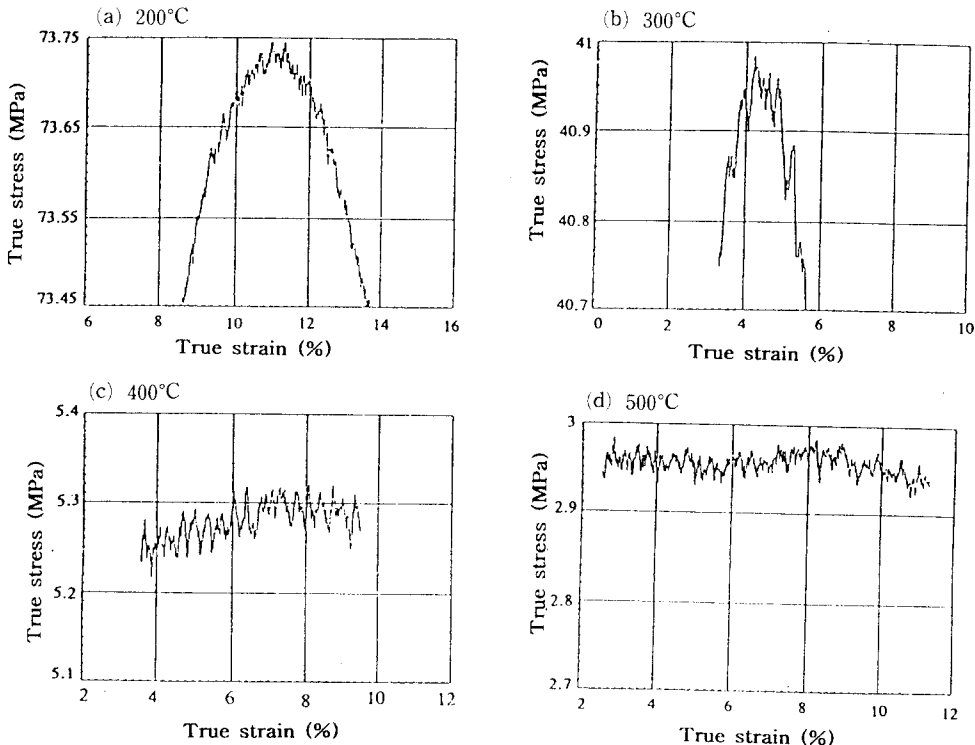 (a) 200°C
True stress (MPa)
73.75
73.65
73.55
73.45
6 8 10 12 14 16
True strain (%)
(b) 300°C
True stress (MPa)
41
40.9
40.8
40.7
0 2 4 6 8 10
True strain (%)
(c) 400°C
True stress (MPa)
5.4
5.3
5.2
5.1
2 4 6 8 10 12
True strain (%)
(d) 500°C
True stress (MPa)
3
2.9
2.8
2.7
2 4 6 8 10 12
True strain (%)